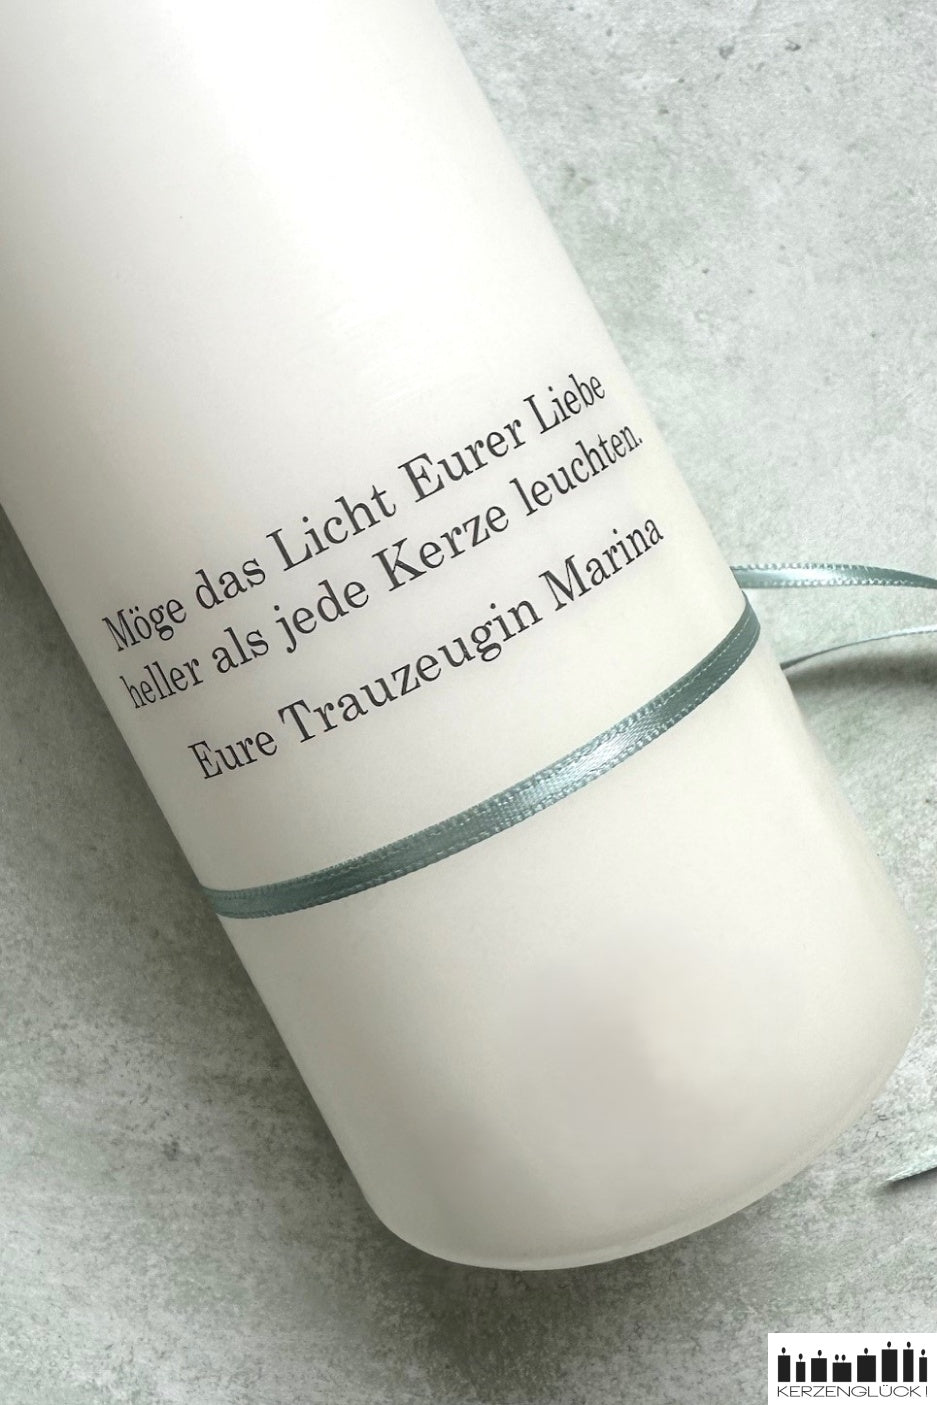 Möge das Licht Eurer Liebe
heller als jede Kerze leuchten.
Eure Trauzeugin Marina
KERZENGLÜCK!